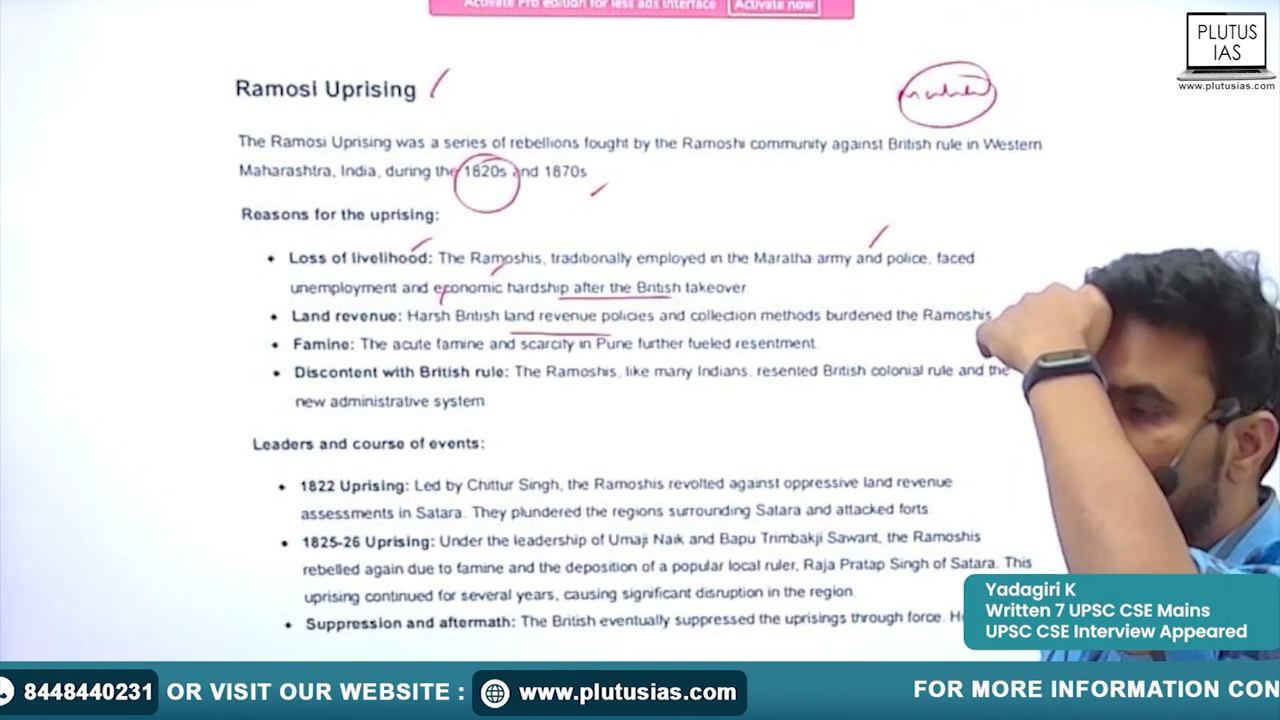 Activate Pro edition for less ads interface Activate now
PLUTUS
IAS
www.plutusias.com
Ramosi Uprising
The Ramosi Uprising was a series of rebellions fought by the Ramoshi community against British rule in Western
Maharashtra, India, during the 1820s and 1870s
Reasons for the uprising:
• Loss of livelihood: The Ramoshis, traditionally employed in the Maratha army and police, faced
unemployment and economic hardship after the British takeover.
• Land revenue: Harsh British land revenue policies and collection methods burdened the Ramoshis
• Famine: The acute famine and scarcity in Pune further fueled resentment.
• Discontent with British rule: The Ramoshis, like many Indians, resented British colonial rule and the
new administrative system
Leaders and course of events:
• 1822 Uprising: Led by Chittur Singh, the Ramoshis revolted against oppressive land revenue
assessments in Satara. They plundered the regions surrounding Satara and attacked forts.
• 1825-26 Uprising: Under the leadership of Umaji Naik and Bapu Trimbakji Sawant, the Ramoshis
rebelled again due to famine and the deposition of a popular local ruler, Raja Pratap Singh of Satara. This
uprising continued for several years, causing significant disruption in the region.
• Suppression and aftermath: The British eventually suppressed the uprisings through force.
Yadagiri K
Written 7 UPSC CSE Mains
UPSC CSE Interview Appeared
8448440231 OR VISIT OUR WEBSITE : www.plutusias.com FOR MORE INFORMATION CON